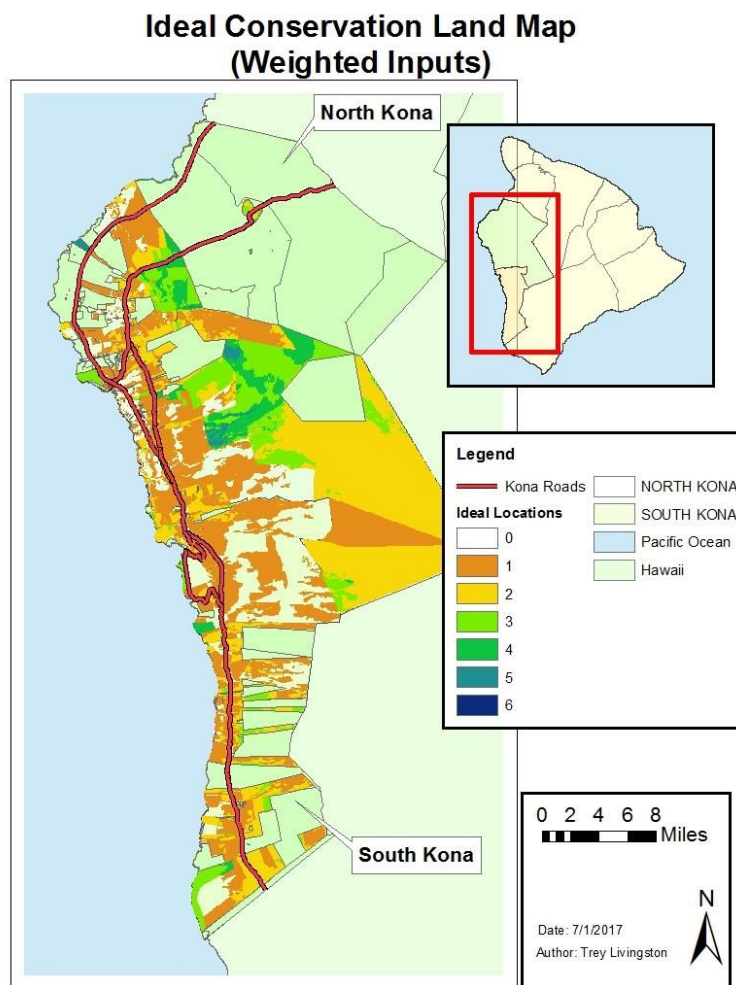 Ideal Conservation Land Map
(Weighted Inputs)
North Kona
South Kona
Legend
Kona Roads
Ideal Locations
0
1
2
3
4
5
6
NORTH KONA
SOUTH KONA
Pacific Ocean
Hawaii
0 2 4 6 8
Miles
N
Date: 7/1/2017
Author: Trey Livingston